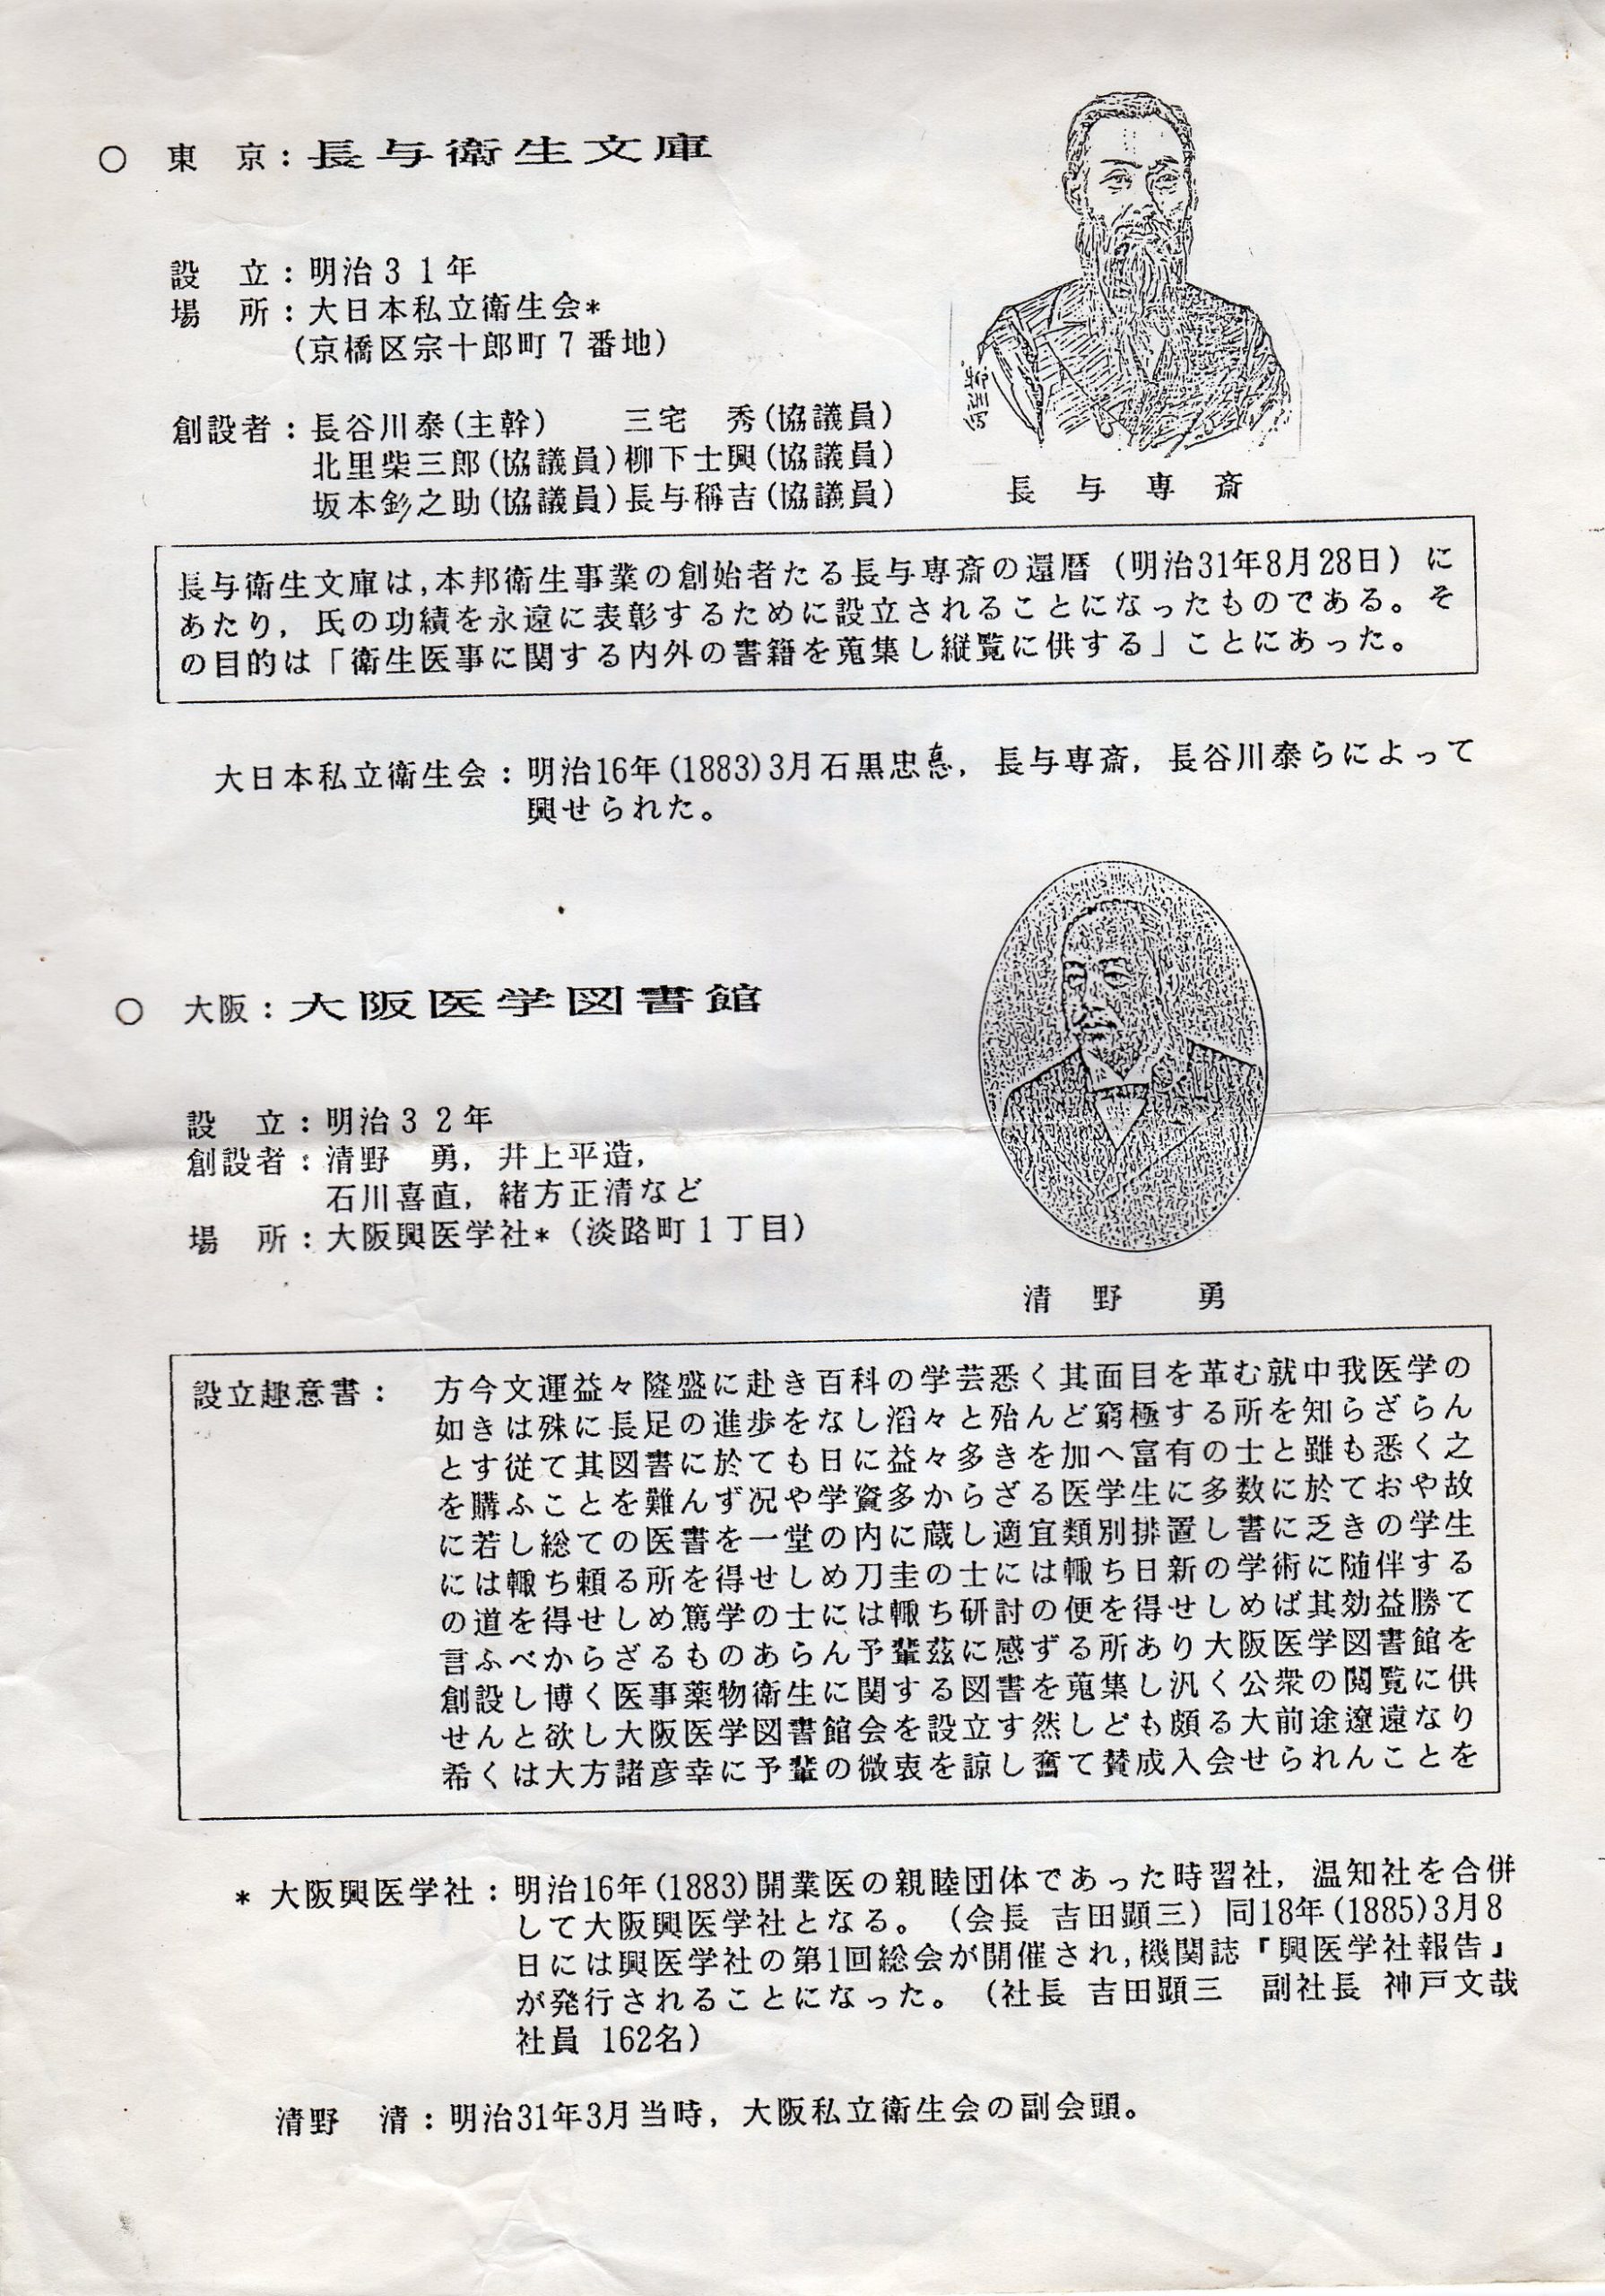 ○ 東 京：長与衛生文庫
設 立：明治３１年
場 所：大日本私立衛生会*
(京橋区宗十郎町７番地)
創設者：長谷川泰(主幹) 三宅 秀(協議員)
北里柴三郎(協議員)柳下士興(協議員)
坂本釤之助(協議員)長与稱吉(協議員)
長 与 専 斎
長与衛生文庫は,本邦衛生事業の創始者たる長与専斎の還暦（明治31年8月28日）に
あたり，氏の功績を永遠に表彰するために設立されることになったものである。そ
の目的は「衛生医事に関する内外の書籍を蒐集し縦覧に供する」ことにあった。
大日本私立衛生会：明治16年(1883)3月石黒忠悳，長与専斎，長谷川泰らによって
興せられた。
○ 大阪：大阪医学図書館
設 立：明治３２年
創設者：清野 勇，井上平造，
石川喜直，緒方正清など
場 所：大阪興医学社*（淡路町１丁目）
清 野 勇
設立趣意書： 方今文運益々隆盛に赴き百科の学芸悉く其面目を革む就中我医学の
如きは殊に長足の進歩をなし滔々と殆んど窮極する所を知らざらん
とす従て其図書に於ても日に益々多きを加へ富有の士と雖も悉く之
を購ふことを難んず況や学資多からざる医学生に多数に於ておや故
に若し総ての医書を一堂の内に蔵し適宜類別排置し書に乏きの学生
には輙ち頼る所を得せしめ刀圭の士には輙ち日新の学術に随伴する
の道を得せしめ篤学の士には輙ち研討の便を得せしめば其効益勝て
言ふべからざるものあらん予輩茲に感ずる所あり大阪医学図書館を
創設し博く医事薬物衛生に関する図書を蒐集し汎く公衆の閲覧に供
せんと欲し大阪医学図書館会を設立す然しども頗る大前途遼遠なり
希くは大方諸彦幸に予輩の微衷を諒し奮て賛成入会せられんことを
* 大阪興医学社：明治16年(1883)開業医の親睦団体であった時習社，温知社を合併
して大阪興医学社となる。（会長 吉田顕三）同18年(1885)3月8
日には興医学社の第1回総会が開催され,機関誌「興医学社報告」
が発行されることになった。（社長 吉田顕三 副社長 神戸文哉
社員 162名）
清野 清：明治31年3月当時，大阪私立衛生会の副会頭。